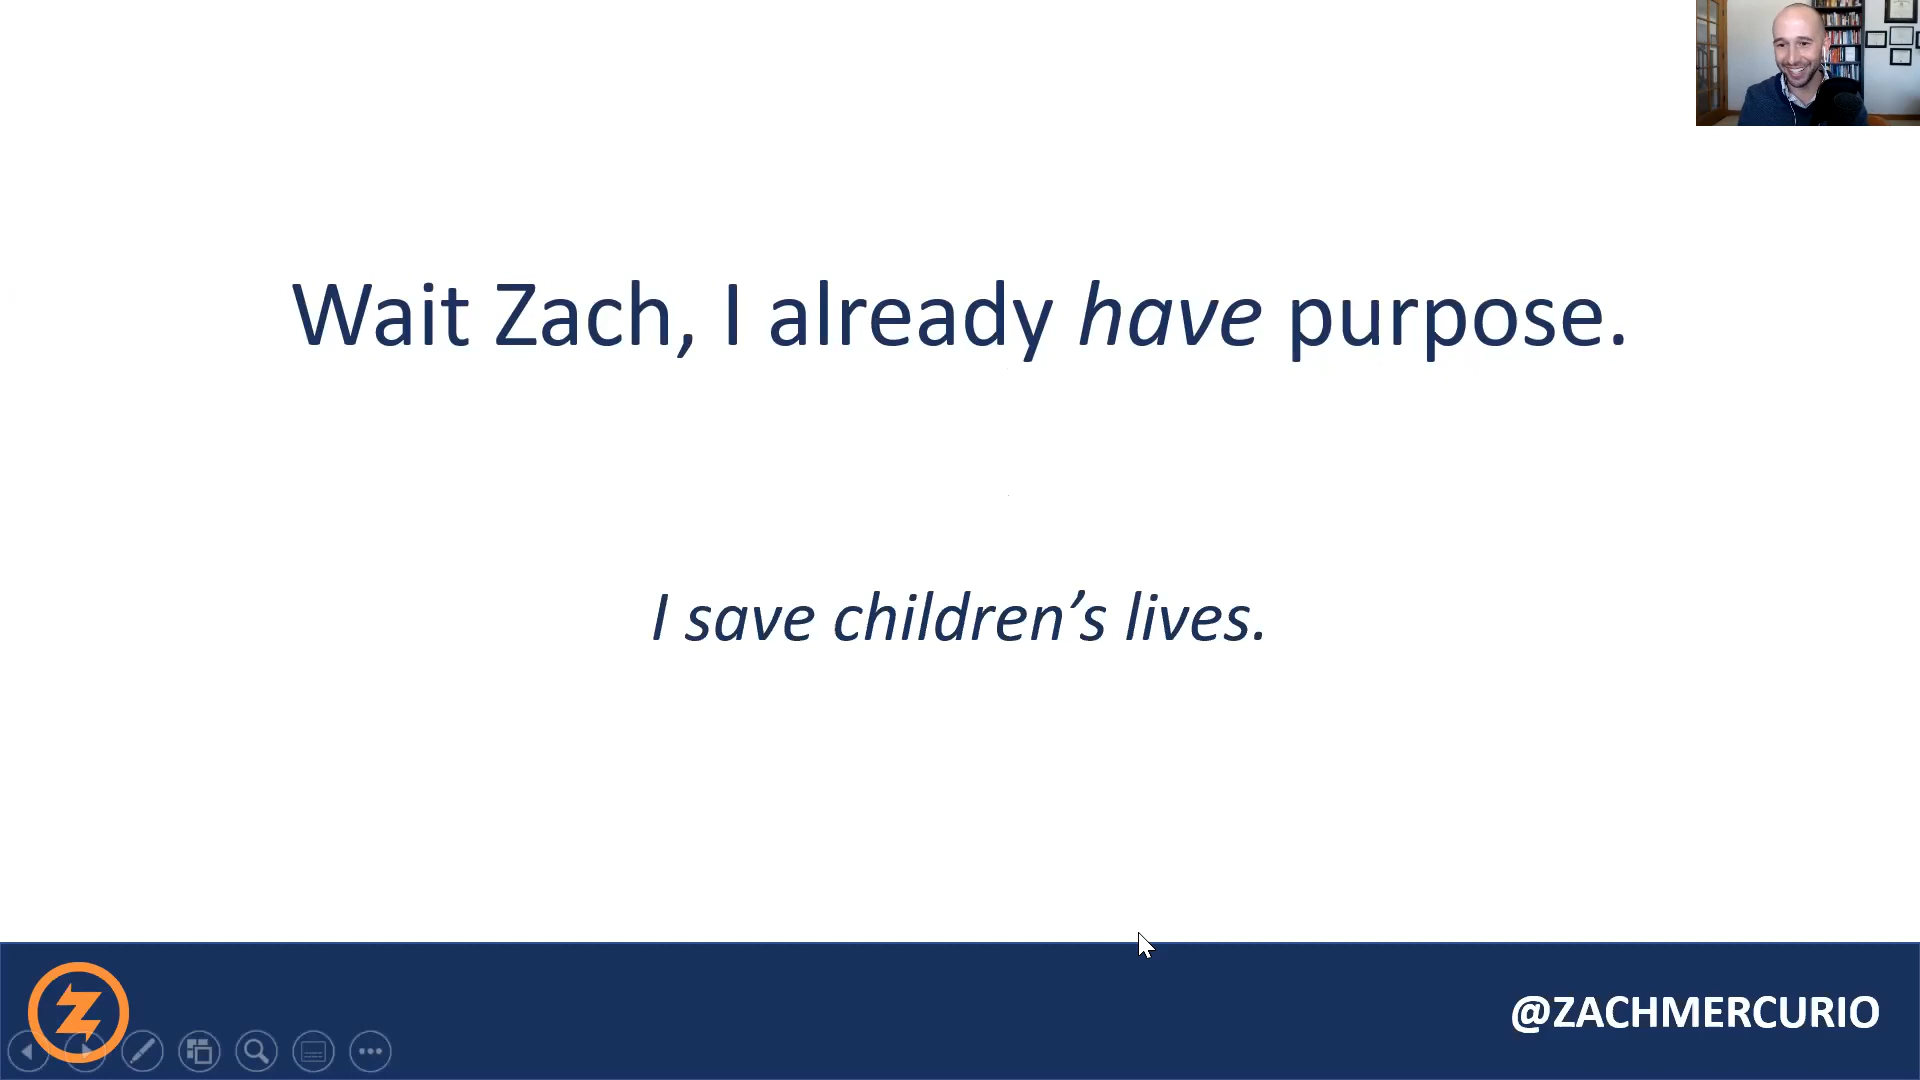 Wait Zach, I already have purpose.
I save children’s lives.
@ZACHMERCURIO